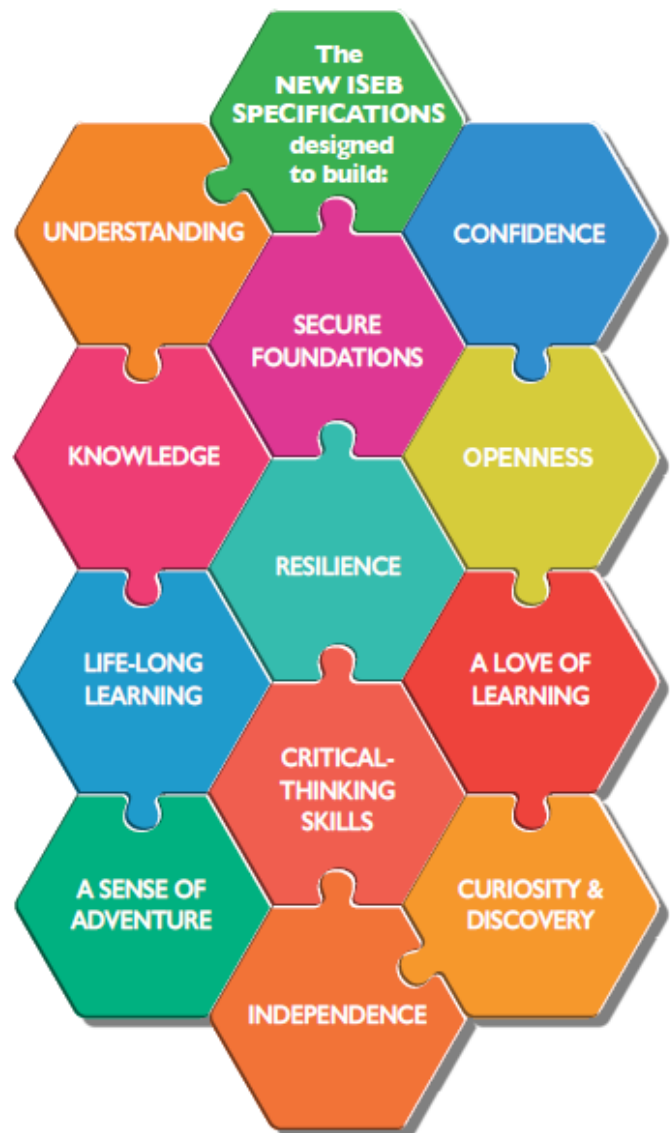 The
NEW ISEB
SPECIFICATIONS
designed
to build:
UNDERSTANDING
CONFIDENCE
SECURE
FOUNDATIONS
KNOWLEDGE
OPENNESS
RESILIENCE
LIFE-LONG
LEARNING
A LOVE OF
LEARNING
CRITICAL-
THINKING
SKILLS
A SENSE OF
ADVENTURE
CURIOSITY &
DISCOVERY
INDEPENDENCE